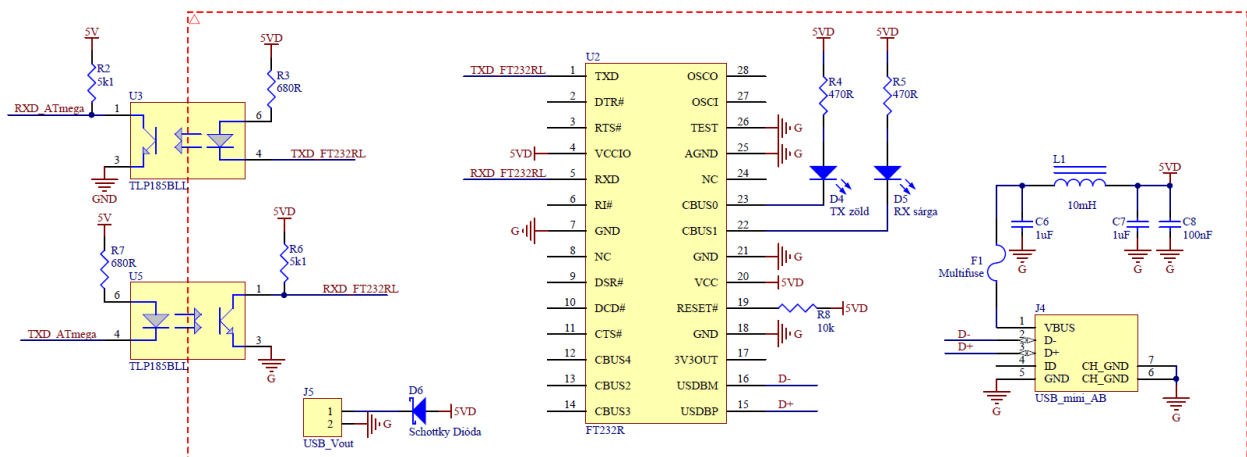 5V
R2
5k1
RXD_ATmega
U3
1
3
6
4
GND
TLP185BLL
5VD
R3
680R
TXD_FT232RL
5V
R7
680R
U5
6
4
1
3
TXD_ATmega
TLP185BLL
5VD
R6
5k1
RXD_FT232RL
G
J5
1
2
USB_Vout
G
D6
5VD
Schottky Dióda
U2
TXD_FT232RL 1 TXD OSCO 28
2 DTR# OSCI 27
3 RTS# TEST 26 G
5VD 4 VCCIO AGND 25 G
RXD_FT232RL 5 RXD NC 24
6 RI# CBUS0 23
G 7 GND CBUS1 22
8 NC GND 21 G
9 DSR# VCC 20 5VD
10 DCD# RESET# 19
11 CTS# GND 18 G
12 CBUS4 3V3OUT 17
13 CBUS2 USDBM 16 D-
14 CBUS3 USDBP 15 D+
FT232R
R8
10k
5VD
5VD
R4
470R
D4
TX zöld
5VD
R5
470R
D5
RX sárga
L1
10mH
5VD
C6
1uF
G
C7
1uF
G
C8
100nF
G
F1
Multifuse
J4
1 VBUS
D- 2 D-
D+ 3 D+
4 ID CH_GND 7
5 GND CH_GND 6
USB_mini_AB
G
G